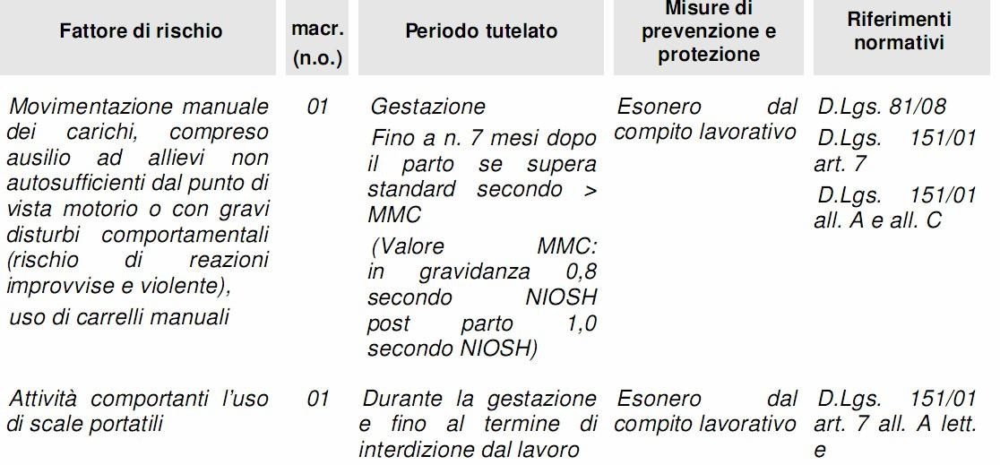 Fattore di rischio
macr.
(n.o.)
Periodo tutelato
Misure di
prevenzione e
protezione
Riferimenti
normativi
Movimentazione manuale
dei carichi, compreso
ausilio ad allievi non
autosufficienti dal punto di
vista motorio o con gravi
disturbi comportamentali
(rischio di reazioni
improvvise e violente),
uso di carrelli manuali
01
Gestazione
Fino a n. 7 mesi dopo
il parto se supera
standard secondo >
MMC
(Valore MMC:
in gravidanza 0,8
secondo NIOSH
post parto 1,0
secondo NIOSH)
Esonero dal
compito lavorativo
D.Lgs. 81/08
D.Lgs. 151/01
art. 7
D.Lgs. 151/01
all. A e all. C
Attività comportanti l'uso
di scale portatili
01
Durante la gestazione
e fino al termine di
interdizione dal lavoro
Esonero dal
compito lavorativo
D.Lgs. 151/01
art. 7 all. A lett.
e